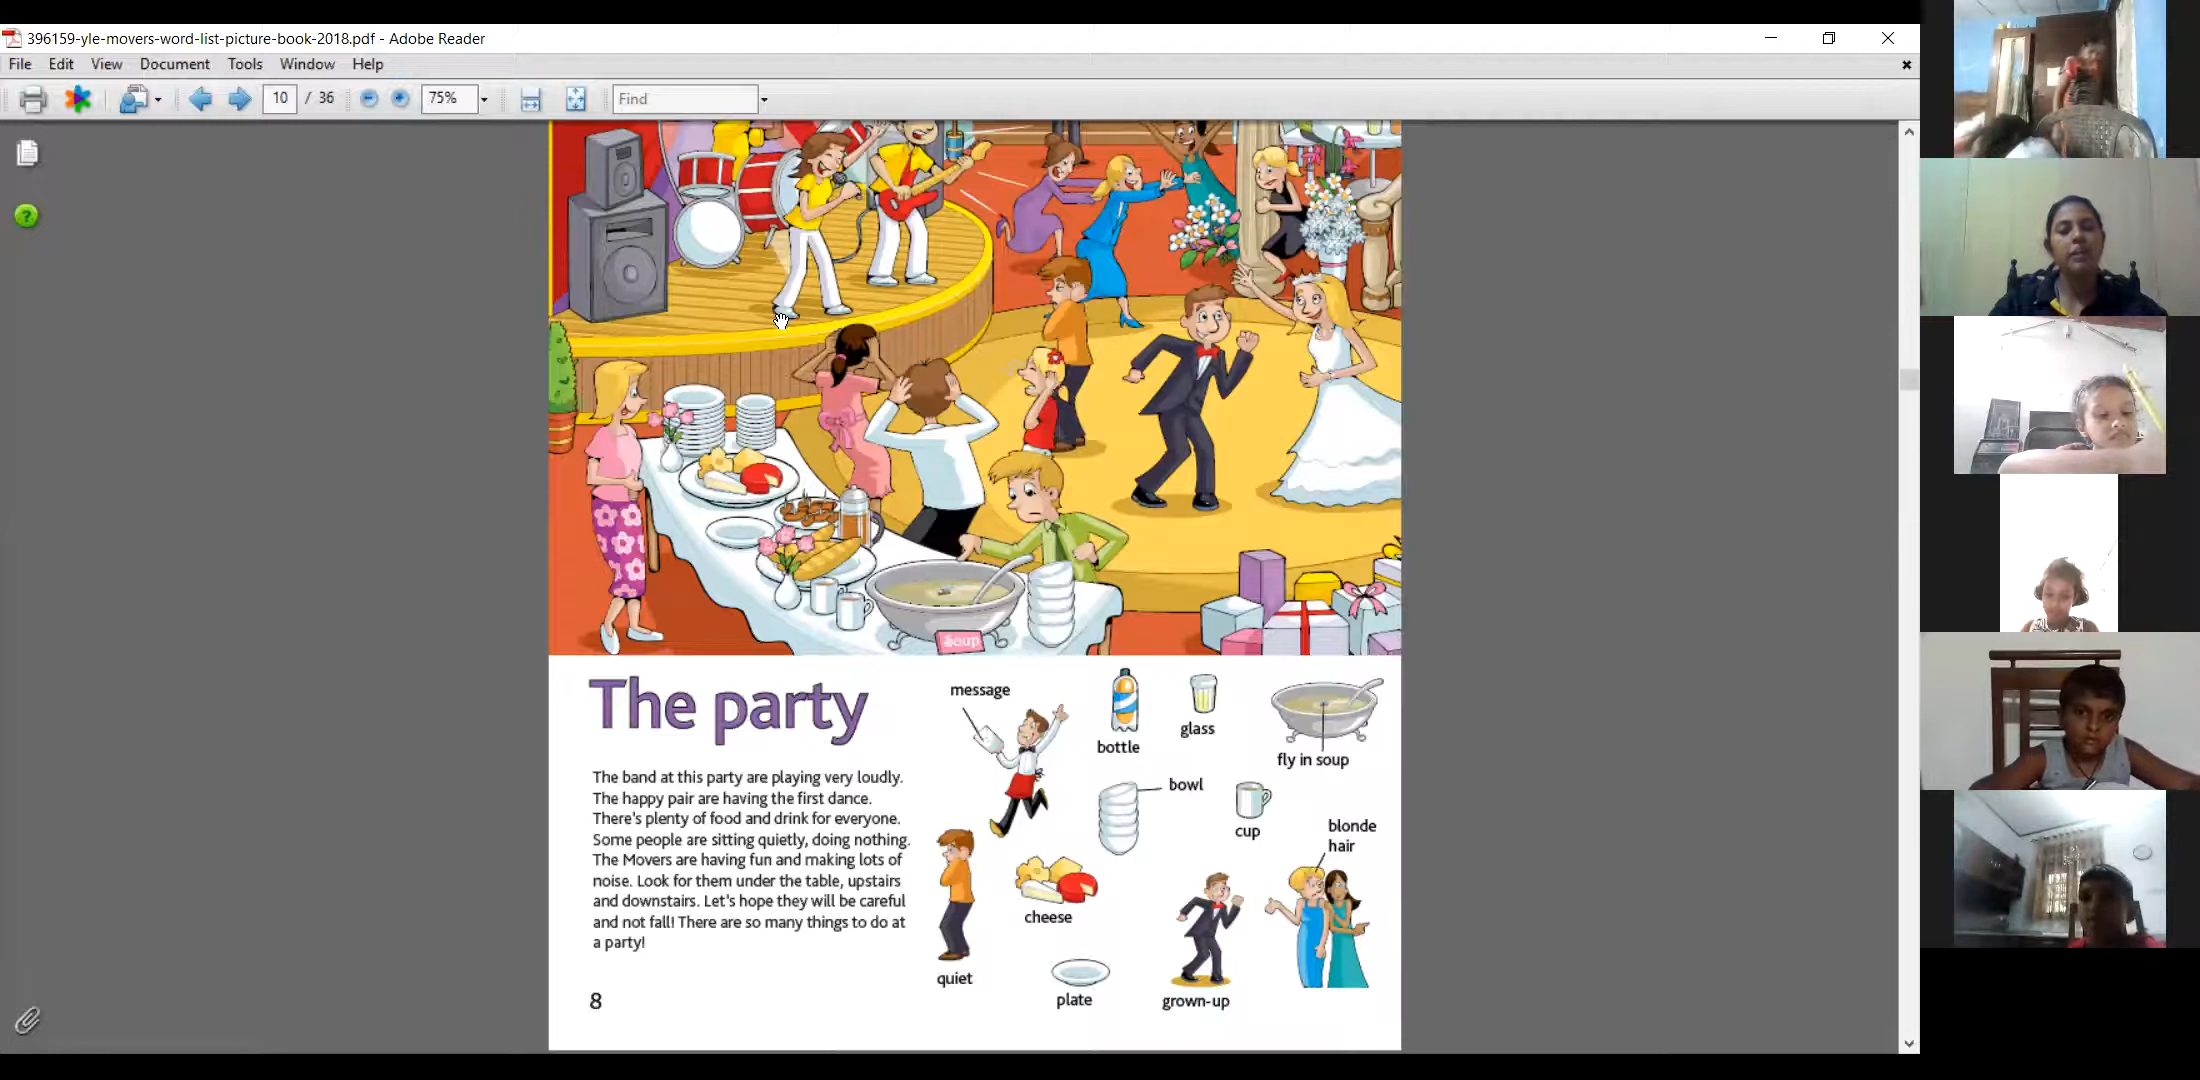 396159-yle-movers-word-list-picture-book-2018.pdf - Adobe Reader
File Edit View Document Tools Window Help
10 / 36 75% Find
?
Soup
The party
The band at this party are playing very loudly.
The happy pair are having the first dance.
There's plenty of food and drink for everyone.
Some people are sitting quietly, doing nothing.
The Movers are having fun and making lots of
noise. Look for them under the table, upstairs
and downstairs. Let's hope they will be careful
and not fall! There are so many things to do at
a party!
8
message
bottle
glass
fly in soup
bowl
cup
blonde
hair
quiet
cheese
plate
grown-up